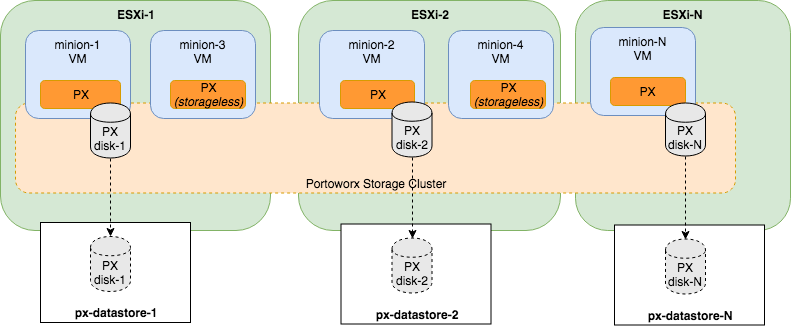 ESXi-1
ESXi-2
ESXi-N
minion-1
VM
minion-3
VM
minion-2
VM
minion-4
VM
minion-N
VM
PX
PX
(storageless)
PX
PX
(storageless)
PX
PX
disk-1
PX
disk-2
PX
disk-N
Portoworx Storage Cluster
PX
disk-1
PX
disk-2
PX
disk-N
px-datastore-1
px-datastore-2
px-datastore-N